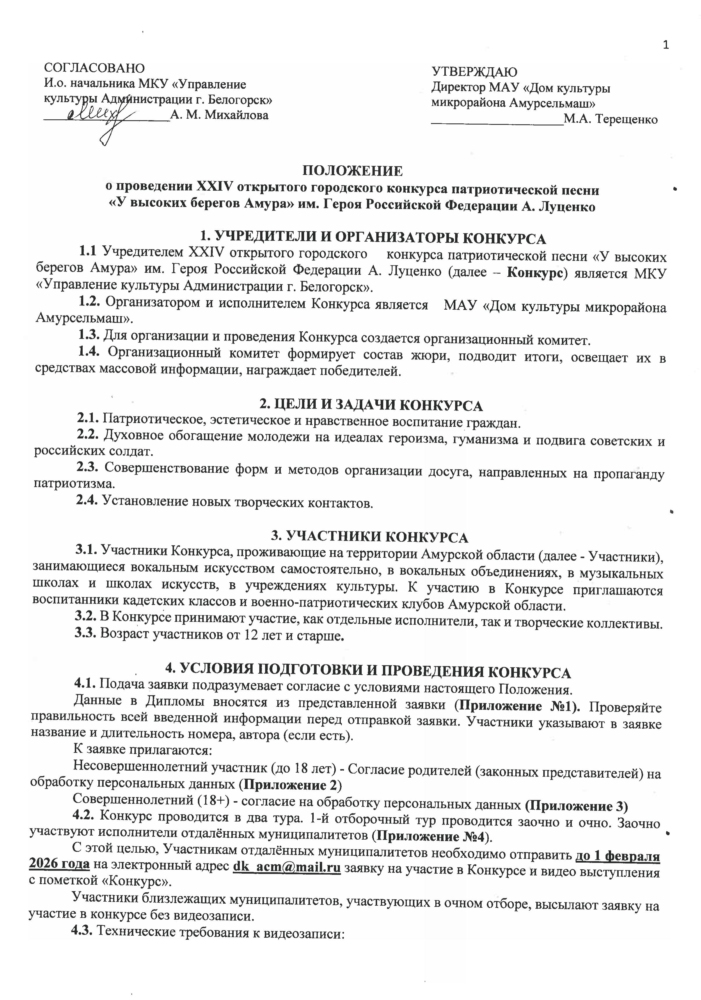 1
СОГЛАСОВАНО
И.о. начальника МКУ «Управление
культуры Администрации г. Белогорск»
А. М. Михайлова
УТВЕРЖДАЮ
Директор МАУ «Дом культуры
микрорайона Амурсельмаш»
М.А. Терещенко
ПОЛОЖЕНИЕ
о проведении XXIV открытого городского конкурса патриотической песни
«У высоких берегов Амура» им. Героя Российской Федерации А. Луценко
1. УЧРЕДИТЕЛИ И ОРГАНИЗАТОРЫ КОНКУРСА
1.1 Учредителем XXIV открытого городского конкурса патриотической песни «У высоких
берегов Амура» им. Героя Российской Федерации А. Луценко (далее – Конкурс) является МКУ
«Управление культуры Администрации г. Белогорск».
1.2. Организатором и исполнителем Конкурса является МАУ «Дом культуры микрорайона
Амурсельмаш».
1.3. Для организации и проведения Конкурса создается организационный комитет.
1.4. Организационный комитет формирует состав жюри, подводит итоги, освещает их в
средствах массовой информации, награждает победителей.
2. ЦЕЛИ И ЗАДАЧИ КОНКУРСА
2.1. Патриотическое, эстетическое и нравственное воспитание граждан.
2.2. Духовное обогащение молодежи на идеалах героизма, гуманизма и подвига советских и
российских солдат.
2.3. Совершенствование форм и методов организации досуга, направленных на пропаганду
патриотизма.
2.4. Установление новых творческих контактов.
3. УЧАСТНИКИ КОНКУРСА
3.1. Участники Конкурса, проживающие на территории Амурской области (далее - Участники),
занимающиеся вокальным искусством самостоятельно, в вокальных объединениях, в музыкальных
школах и школах искусств, в учреждениях культуры. К участию в Конкурсе приглашаются
воспитанники кадетских классов и военно-патриотических клубов Амурской области.
3.2. В Конкурсе принимают участие, как отдельные исполнители, так и творческие коллективы.
3.3. Возраст участников от 12 лет и старше.
4. УСЛОВИЯ ПОДГОТОВКИ И ПРОВЕДЕНИЯ КОНКУРСА
4.1. Подача заявки подразумевает согласие с условиями настоящего Положения.
Данные в Дипломы вносятся из представленной заявки (Приложение №1). Проверяйте
правильность всей введенной информации перед отправкой заявки. Участники указывают в заявке
название и длительность номера, автора (если есть).
К заявке прилагаются:
Несовершеннолетний участник (до 18 лет) - Согласие родителей (законных представителей) на
обработку персональных данных (Приложение 2)
Совершеннолетний (18+) - согласие на обработку персональных данных (Приложение 3)
4.2. Конкурс проводится в два тура. 1-й отборочный тур проводится заочно и очно. Заочно
участвуют исполнители отдалённых муниципалитетов (Приложение №4).
С этой целью, Участникам отдалённых муниципалитетов необходимо отправить до 1 февраля
2026 года на электронный адрес dk_acm@mail.ru заявку на участие в Конкурсе и видео выступления
с пометкой «Конкурс».
Участники близлежащих муниципалитетов, участвующих в очном отборе, высылают заявку на
участие в конкурсе без видеозаписи.
4.3. Технические требования к видеозаписи: